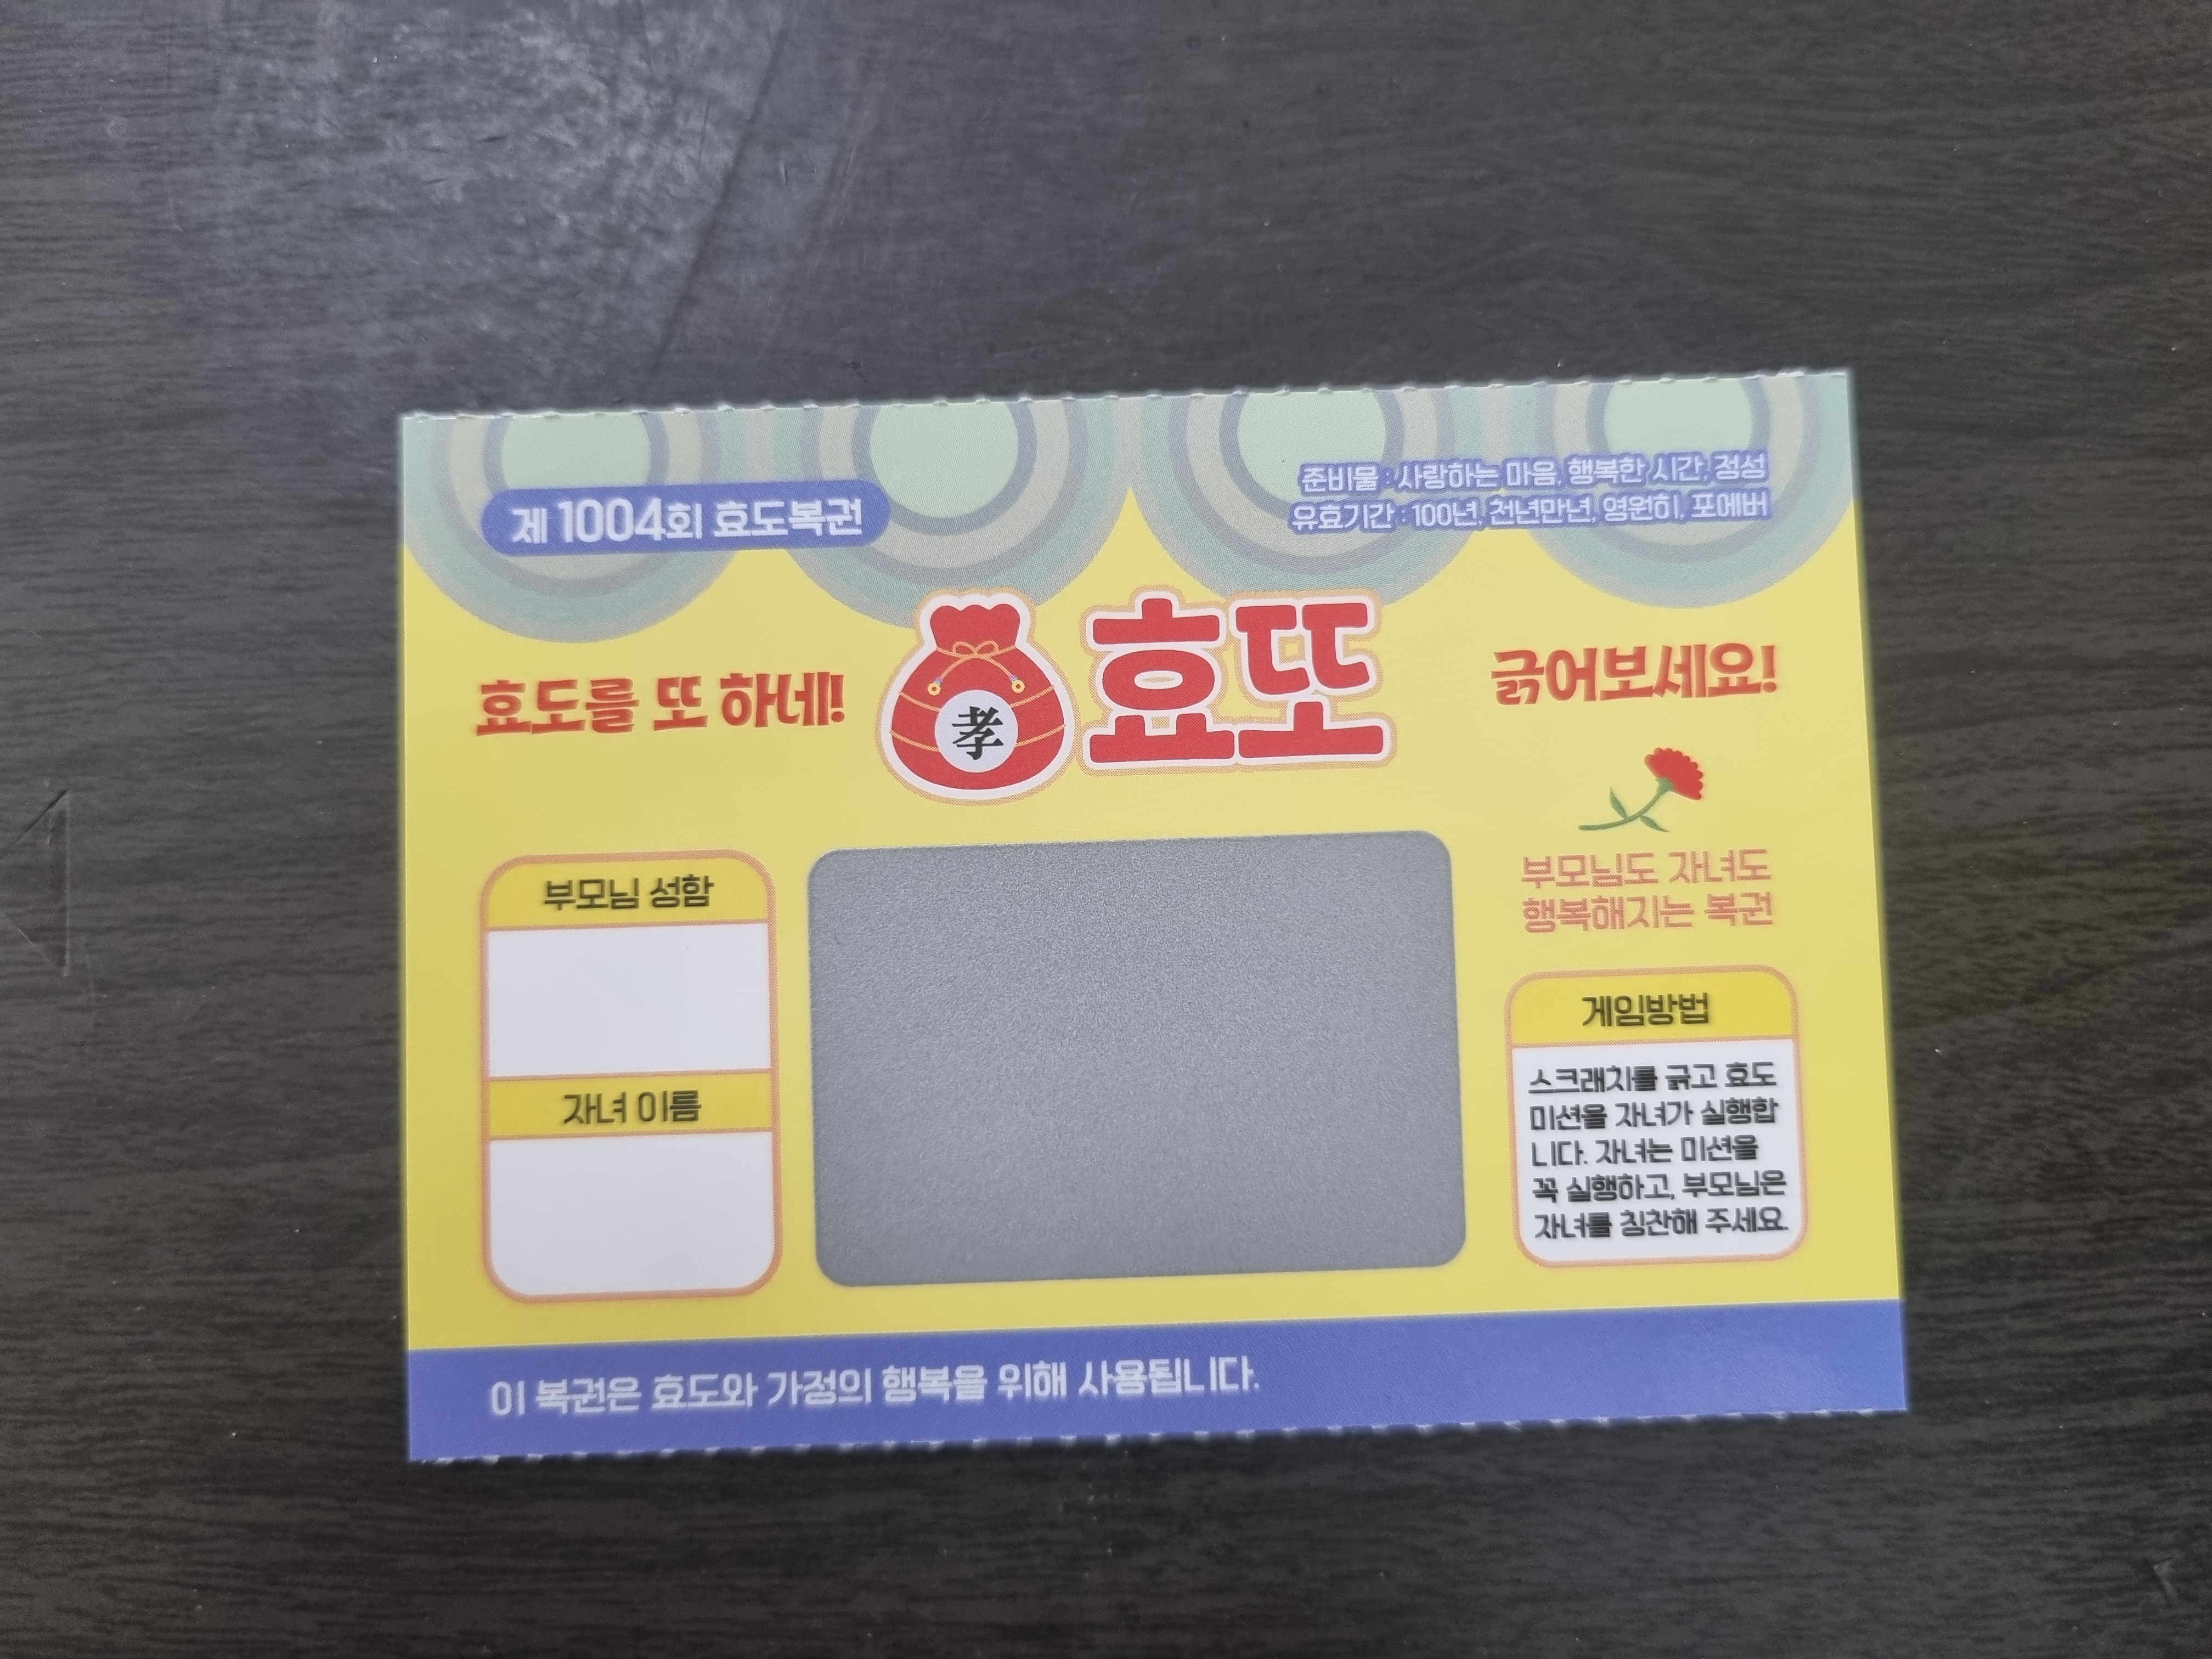 제 1004회 효도복권
준비물 : 사랑하는 마음, 행복한 시간, 정성
유효기간 : 100년, 천년만년, 영원히, 포에버
효도를 또 하네!
孝
효또
긁어보세요!
부모님 성함
자녀 이름
부모님도 자녀도
행복해지는 복권
게임방법
스크래치를 긁고 효도
미션을 자녀가 실행합
니다. 자녀는 미션을
꼭 실행하고, 부모님은
자녀를 칭찬해 주세요
이 복권은 효도와 가정의 행복을 위해 사용됩니다.